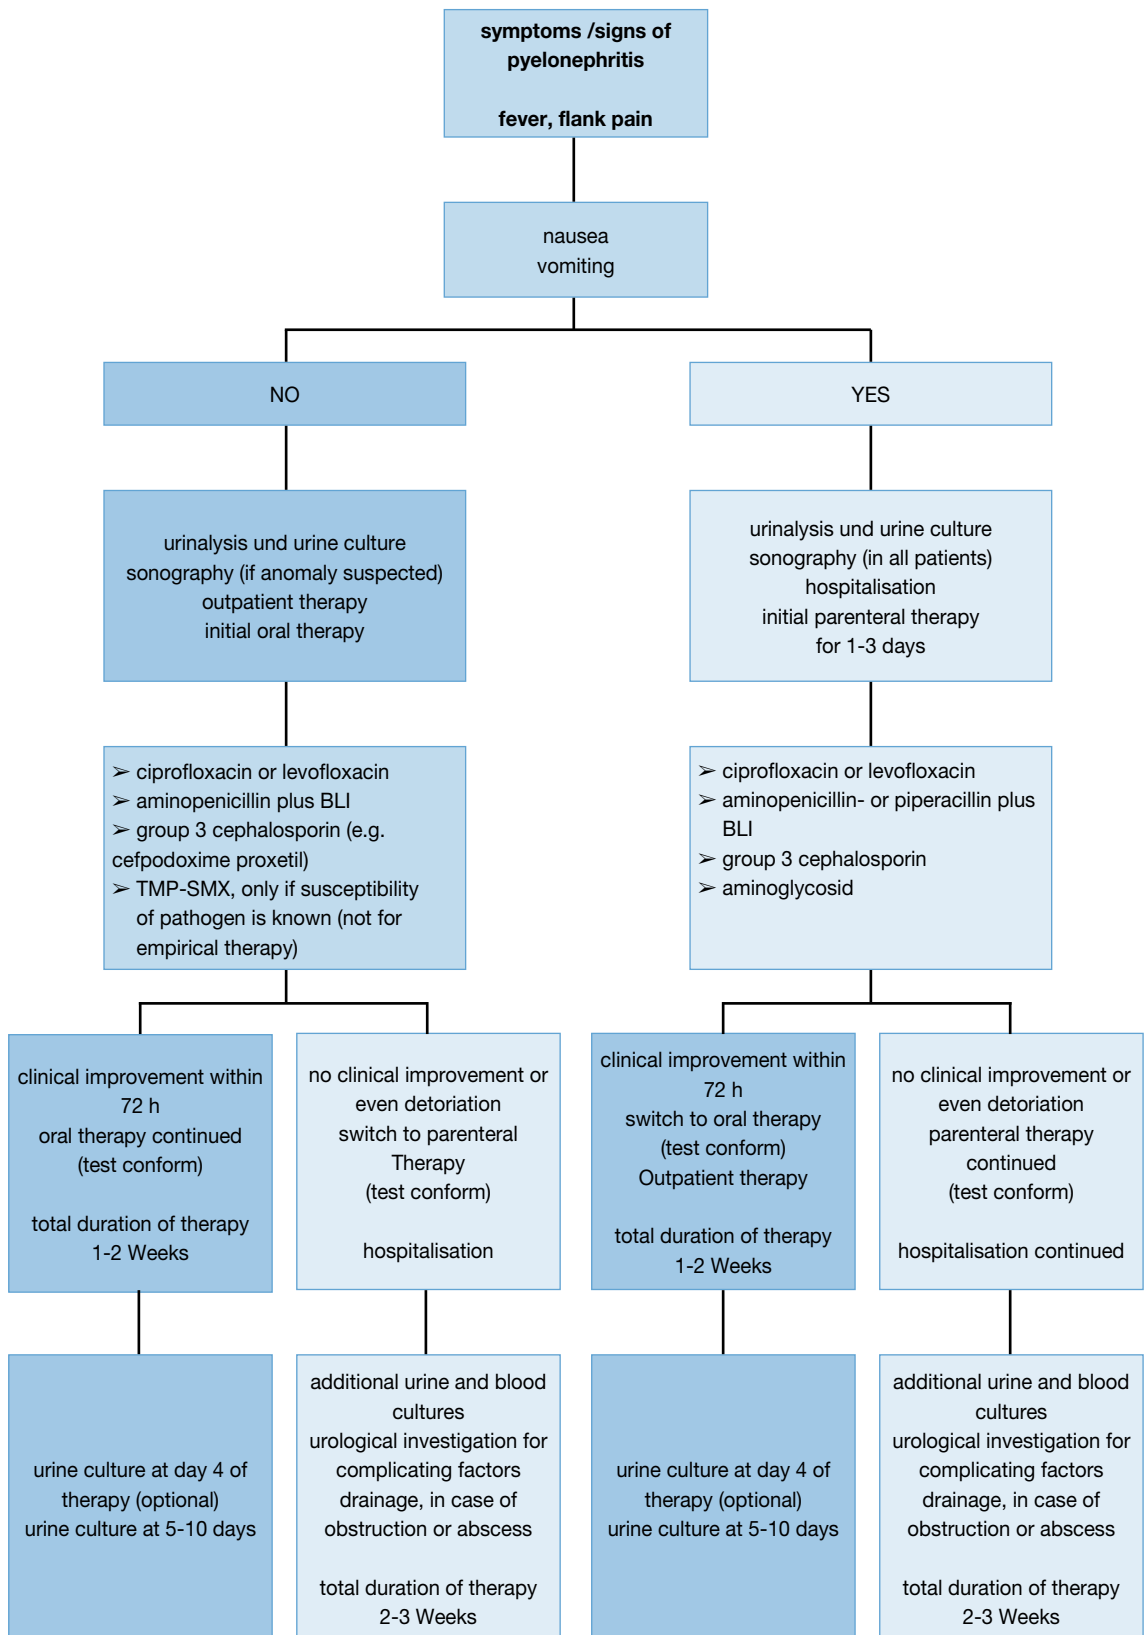 symptoms /signs of
pyelonephritis
fever, flank pain
nausea
vomiting
NO
YES
urinalysis und urine culture
sonography (if anomaly suspected)
outpatient therapy
initial oral therapy
urinalysis und urine culture
sonography (in all patients)
hospitalisation
initial parenteral therapy
for 1-3 days
➢ ciprofloxacin or levofloxacin
➢ aminopenicillin plus BLI
➢ group 3 cephalosporin (e.g.
cefpodoxime proxetil)
➢ TMP-SMX, only if susceptibility
of pathogen is known (not for
empirical therapy)
➢ ciprofloxacin or levofloxacin
➢ aminopenicillin- or piperacillin plus
BLI
➢ group 3 cephalosporin
➢ aminoglycosid
clinical improvement within
72 h
oral therapy continued
(test conform)
total duration of therapy
1-2 Weeks
no clinical improvement or
even detoriation
switch to parenteral
Therapy
(test conform)
hospitalisation
clinical improvement within
72 h
switch to oral therapy
(test conform)
Outpatient therapy
total duration of therapy
1-2 Weeks
no clinical improvement or
even detoriation
parenteral therapy
continued
(test conform)
hospitalisation continued
urine culture at day 4 of
therapy (optional)
urine culture at 5-10 days
additional urine and blood
cultures
urological investigation for
complicating factors
drainage, in case of
obstruction or abscess
total duration of therapy
2-3 Weeks
urine culture at day 4 of
therapy (optional)
urine culture at 5-10 days
additional urine and blood
cultures
urological investigation for
complicating factors
drainage, in case of
obstruction or abscess
total duration of therapy
2-3 Weeks